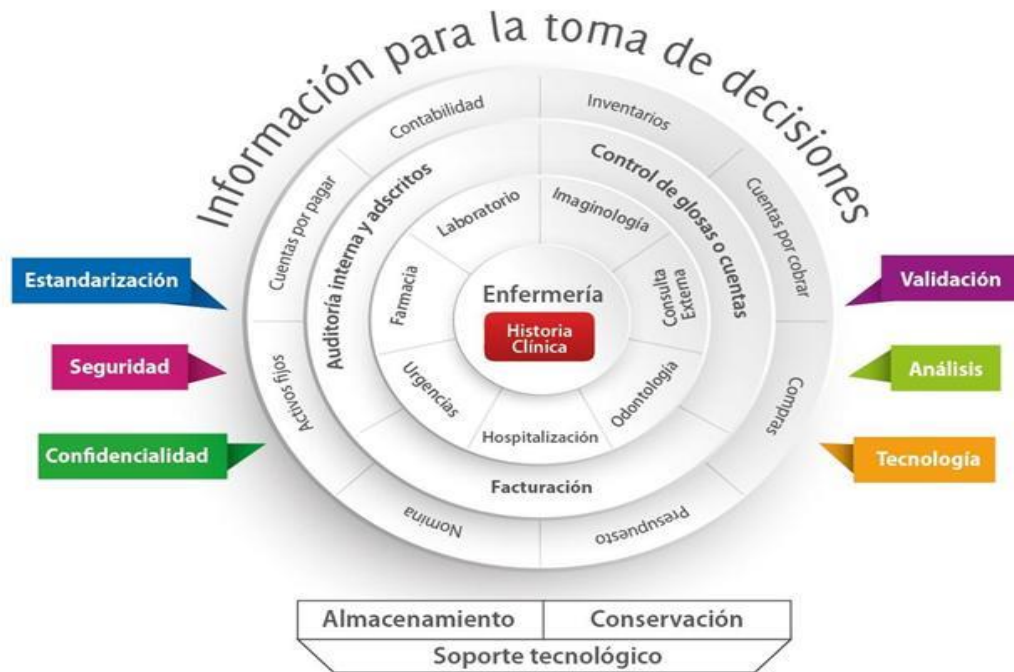 Información para la toma de decisiones
Contabilidad
Inventarios
Cuentas por pagar
Cuentas por cobrar
Auditoría interna y adscritos
Control de glosas o cuentas
Laboratorio
Imaginología
Farmacia
Consulta
Externa
Enfermería
Historia
Clínica
Urgencias
Odontología
Hospitalización
Activos fijos
Compras
Facturación
Nomina
Presupuesto
Estandarización
Seguridad
Confidencialidad
Validación
Análisis
Tecnología
Almacenamiento
Conservación
Soporte tecnológico